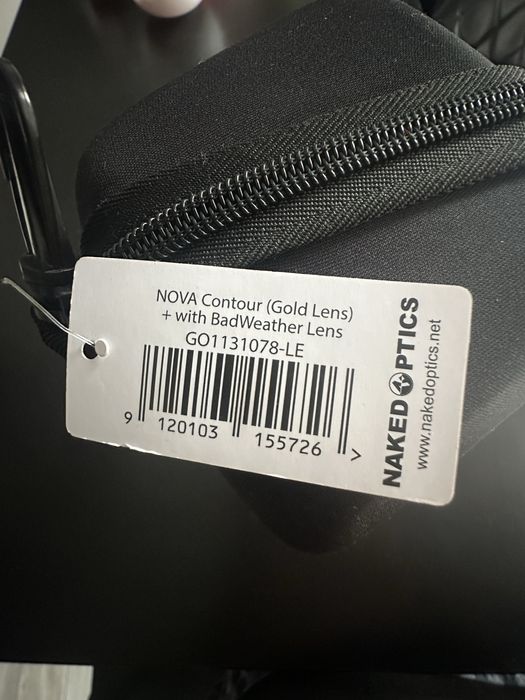 NOVA Contour (Gold Lens)
+ with BadWeather Lens
GO1131078-LE
9 120103 155726 >
NAKED OPTICS
www.nakedoptics.net